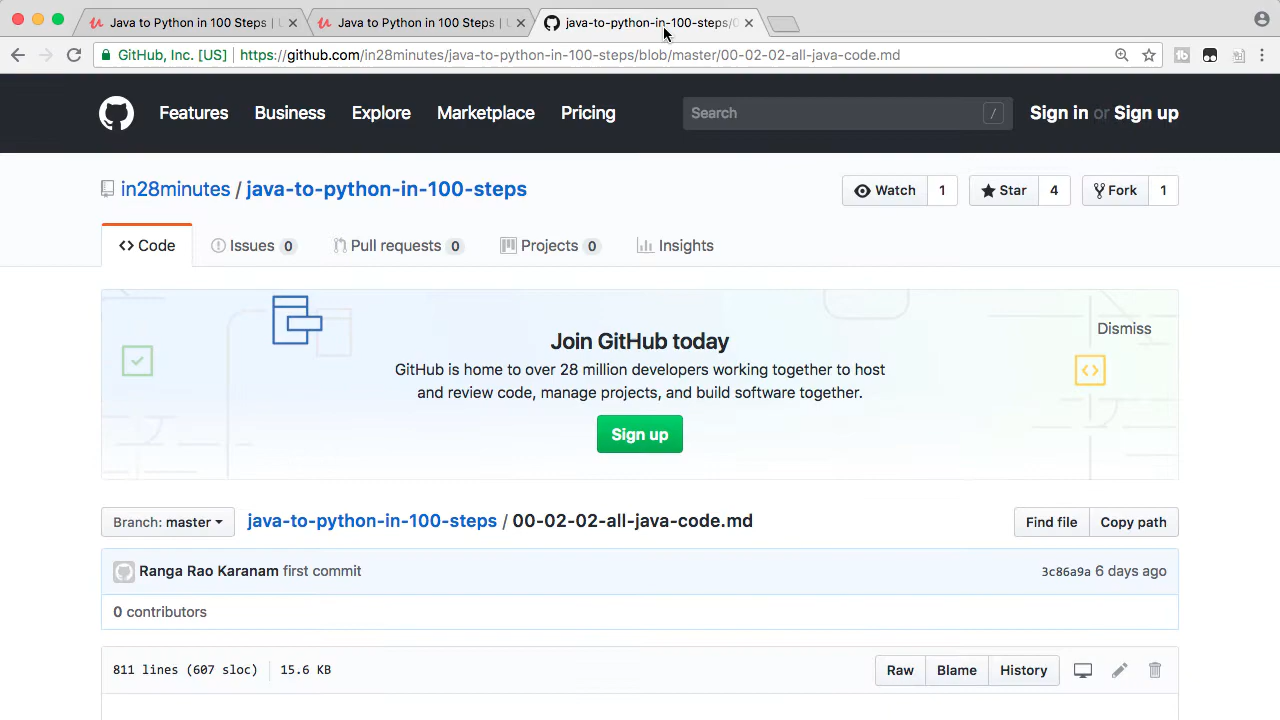 Java to Python in 100 Steps | U
Java to Python in 100 Steps | U
java-to-python-in-100-steps/0
GitHub, Inc. [US] | https://github.com/in28minutes/java-to-python-in-100-steps/blob/master/00-02-02-all-java-code.md
Features Business Explore Marketplace Pricing Search / Sign in or Sign up
in28minutes / java-to-python-in-100-steps Watch 1 Star 4 Fork 1
<> Code Issues 0 Pull requests 0 Projects 0 Insights
Join GitHub today
Dismiss
GitHub is home to over 28 million developers working together to host
and review code, manage projects, and build software together.
Sign up
Branch: master java-to-python-in-100-steps / 00-02-02-all-java-code.md Find file Copy path
Ranga Rao Karanam first commit 3c86a9a 6 days ago
0 contributors
811 lines (607 sloc) 15.6 KB Raw Blame History